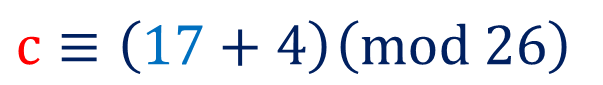 c ≡ (17 + 4)(mod 26)